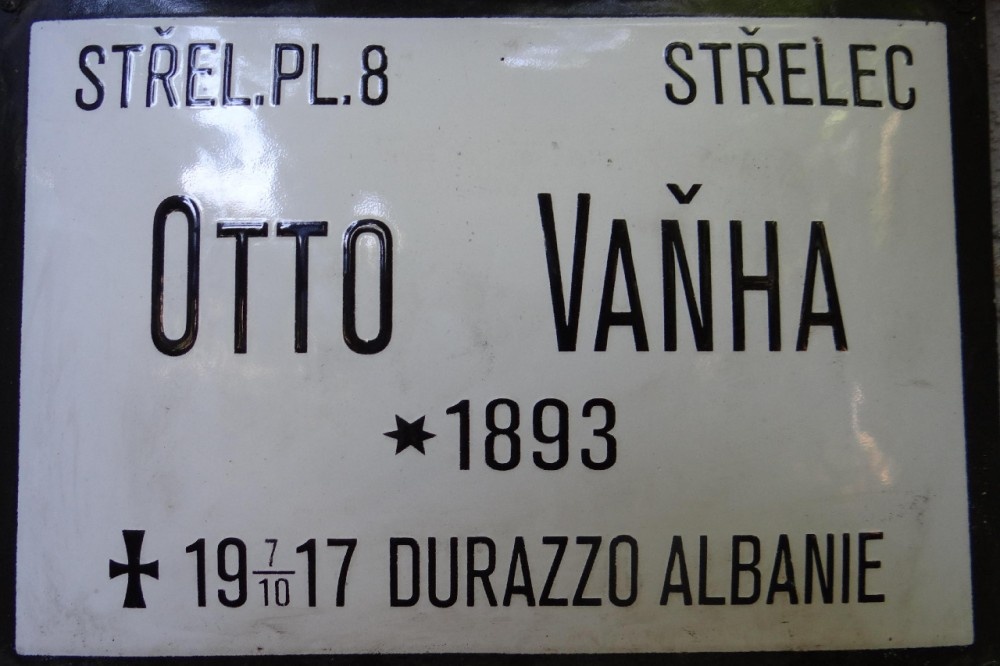 STŘEL.PL.8 STŘELEC
OTTO VAŇHA
*1893
✠ 19 7/10 17 DURAZZO ALBANIE